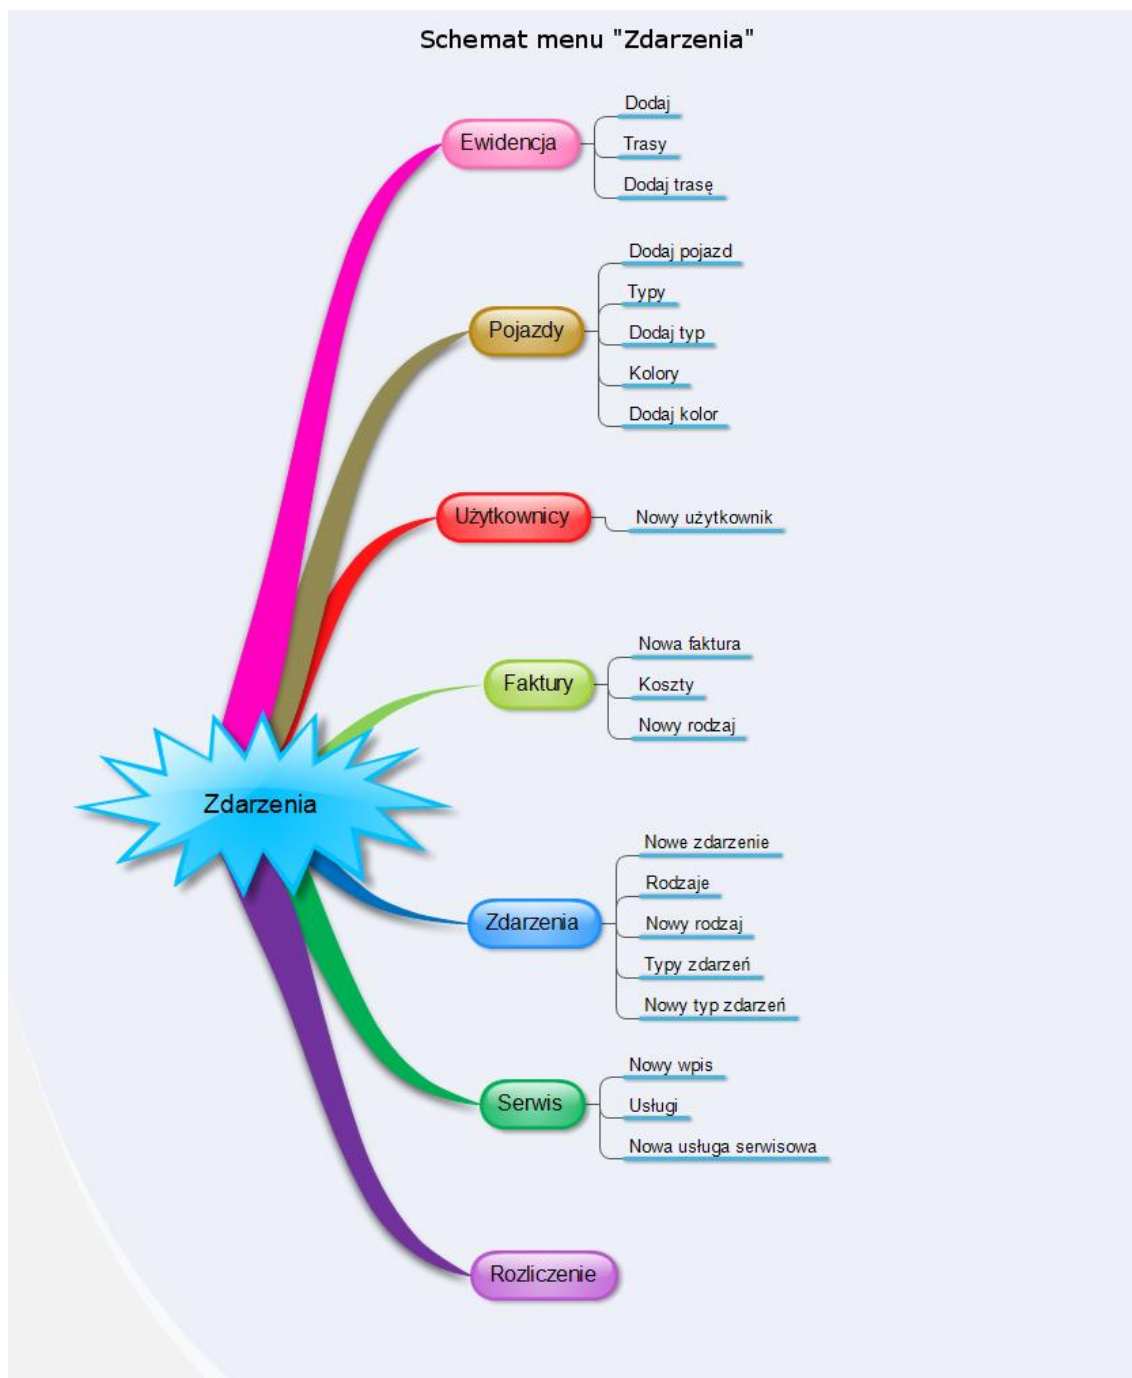 Schemat menu "Zdarzenia"
Ewidencja
Dodaj
Trasy
Dodaj trasę
Pojazdy
Dodaj pojazd
Typy
Dodaj typ
Kolory
Dodaj kolor
Użytkownicy
Nowy użytkownik
Faktury
Nowa faktura
Koszty
Nowy rodzaj
Zdarzenia
Zdarzenia
Nowe zdarzenie
Rodzaje
Nowy rodzaj
Typy zdarzeń
Nowy typ zdarzeń
Serwis
Nowy wpis
Usługi
Nowa usługa serwisowa
Rozliczenie